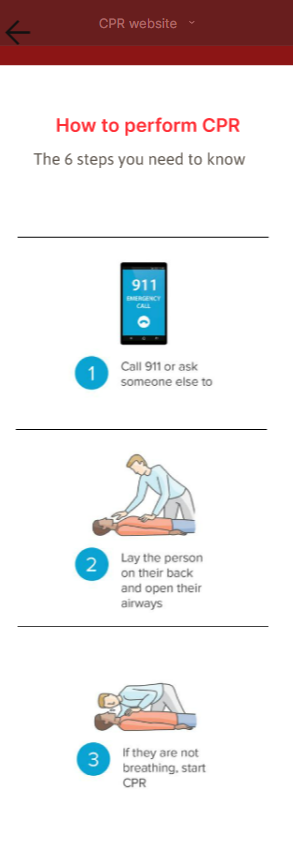 CPR website
How to perform CPR
The 6 steps you need to know
911
EMERGENCY
CALL
1
Call 911 or ask
someone else to
2
Lay the person
on their back
and open their
airways
3
If they are not
breathing, start
CPR